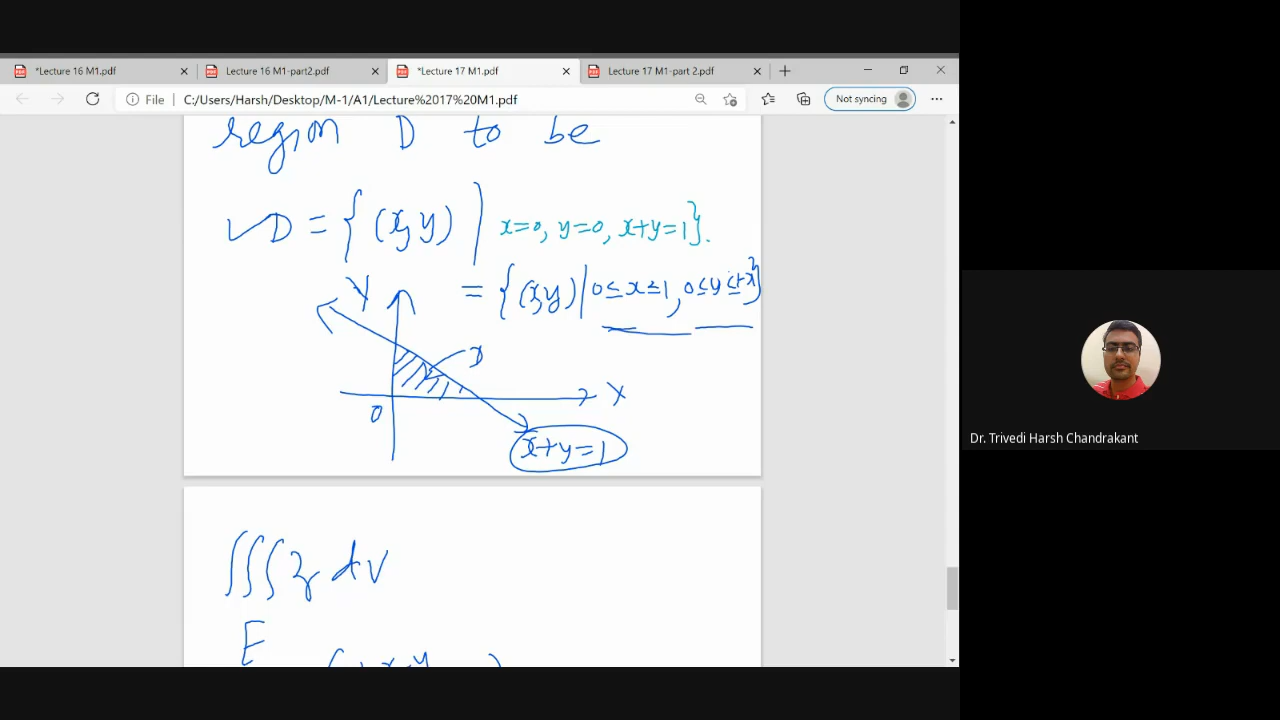 *Lecture 16 M1.pdf
Lecture 16 M1-part2.pdf
*Lecture 17 M1.pdf
Lecture 17 M1-part 2.pdf
File
C:/Users/Harsh/Desktop/M-1/A1/Lecture%2017%20M1.pdf
Not syncing
region D to be
D = {(x,y) | x=0, y=0, x+y=1}.
= {(x,y) | 0≤x≤1, 0≤y≤1-x}
Y
D
X
0
x+y=1
∭ z dV
E
Dr. Trivedi Harsh Chandrakant